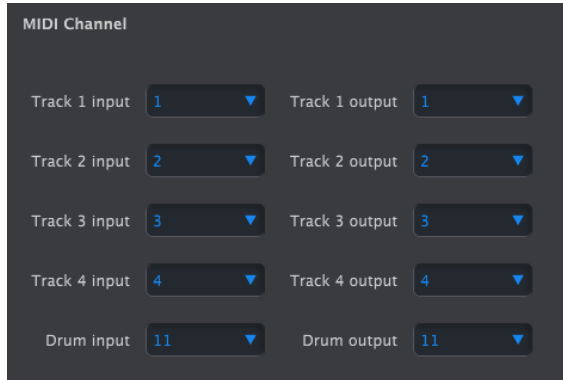 MIDI Channel
Track 1 input 1 Track 1 output 1
Track 2 input 2 Track 2 output 2
Track 3 input 3 Track 3 output 3
Track 4 input 4 Track 4 output 4
Drum input 11 Drum output 11